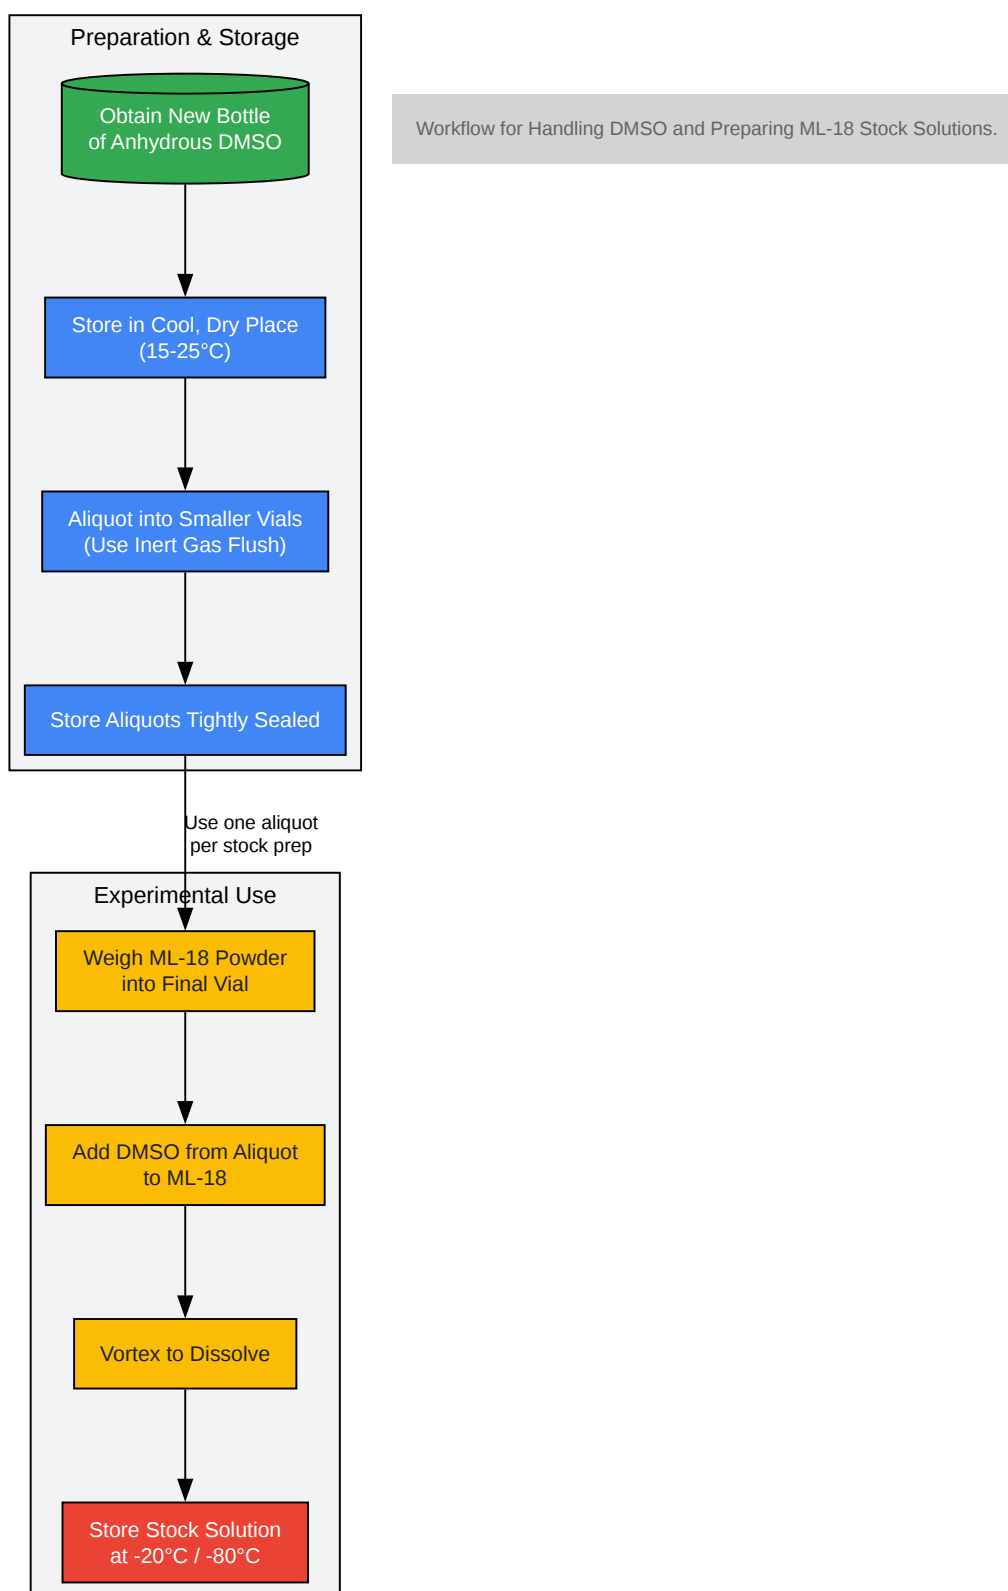 Preparation & Storage
Obtain New Bottle
of Anhydrous DMSO
Workflow for Handling DMSO and Preparing ML-18 Stock Solutions.
Store in Cool, Dry Place
(15-25°C)
Aliquot into Smaller Vials
(Use Inert Gas Flush)
Store Aliquots Tightly Sealed
Use one aliquot
per stock prep
Experimental Use
Weigh ML-18 Powder
into Final Vial
Add DMSO from Aliquot
to ML-18
Vortex to Dissolve
Store Stock Solution
at -20°C / -80°C